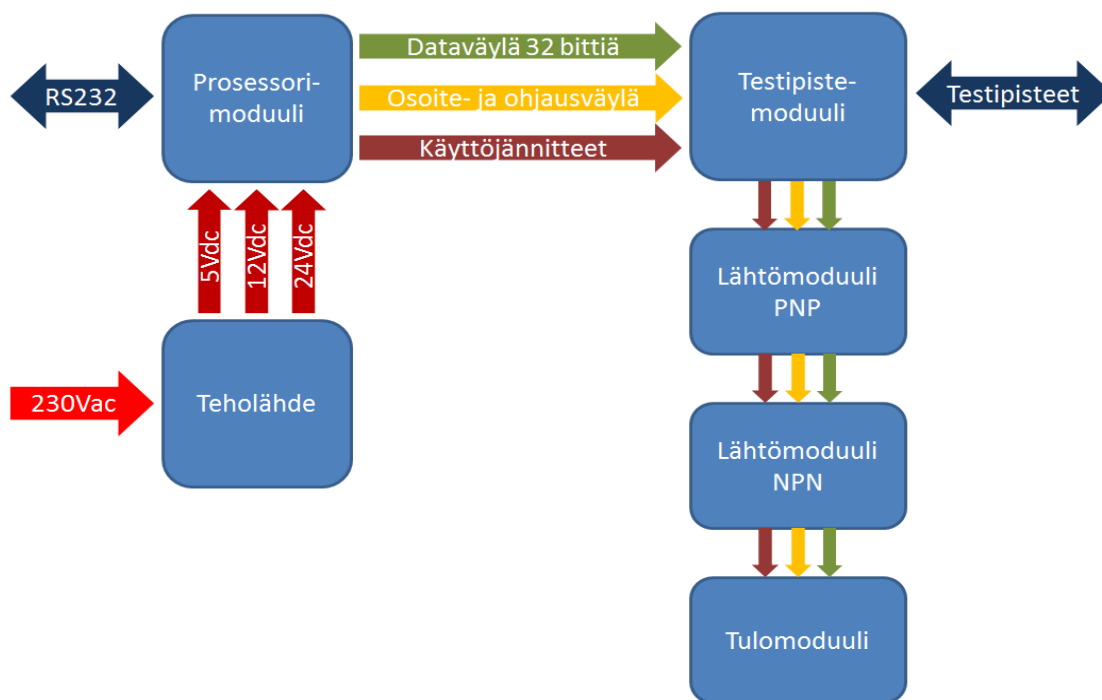 RS232
Prosessori-
moduuli
Dataväylä 32 bittiä
Osoite- ja ohjausväylä
Käyttöjännitteet
Testipiste-
moduuli
Testipisteet
5Vdc
12Vdc
24Vdc
230Vac
Teholähde
Lähtömoduuli
PNP
Lähtömoduuli
NPN
Tulomoduuli